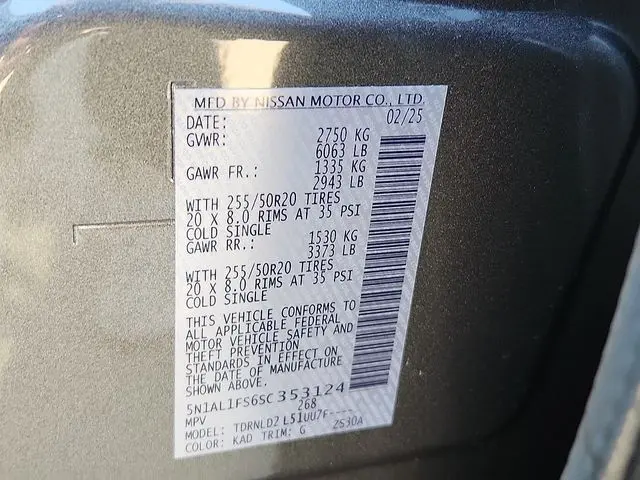 MFD BY NISSAN MOTOR CO., LTD.
DATE: 02/25
GVWR: 2750 KG
6063 LB
GAWR FR.: 1335 KG
2943 LB
WITH 255/50R20 TIRES
20 X 8.0 RIMS AT 35 PSI
COLD SINGLE
GAWR RR.: 1530 KG
3373 LB
WITH 255/50R20 TIRES
20 X 8.0 RIMS AT 35 PSI
COLD SINGLE
THIS VEHICLE CONFORMS TO
ALL APPLICABLE FEDERAL
MOTOR VEHICLE SAFETY AND
THEFT PREVENTION
STANDARDS IN EFFECT ON
THE DATE OF MANUFACTURE
SHOWN ABOVE.
5N1AL1FS6SC353124
MPV 268
MODEL: TDRNLD2 L51UU7F----
COLOR: KAD TRIM: G ZS30A